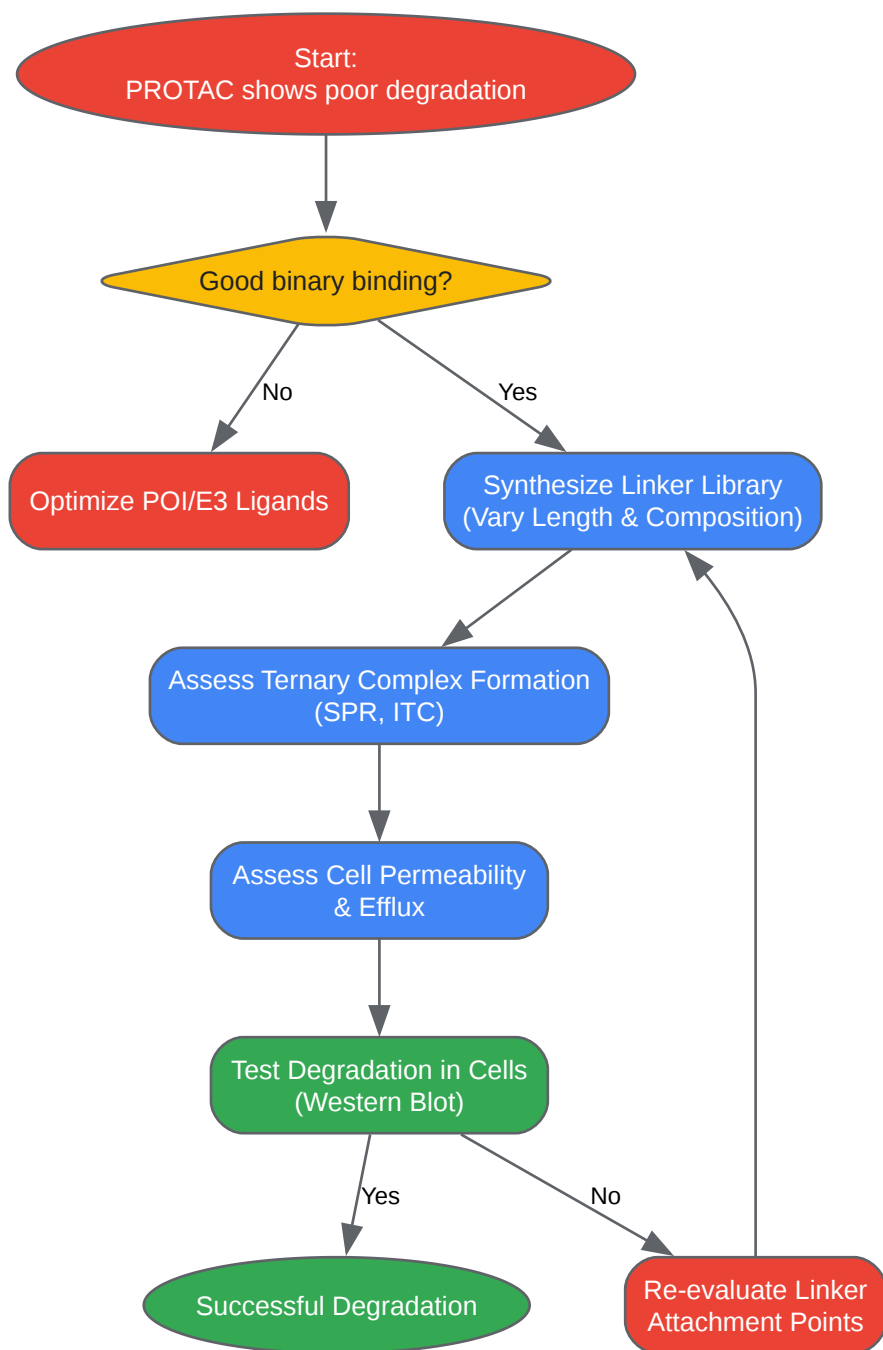 Start:
PROTAC shows poor degradation
Good binary binding?
No
Yes
Optimize POI/E3 Ligands
Synthesize Linker Library
(Vary Length & Composition)
Assess Ternary Complex Formation
(SPR, ITC)
Assess Cell Permeability
& Efflux
Test Degradation in Cells
(Western Blot)
Yes
No
Successful Degradation
Re-evaluate Linker
Attachment Points